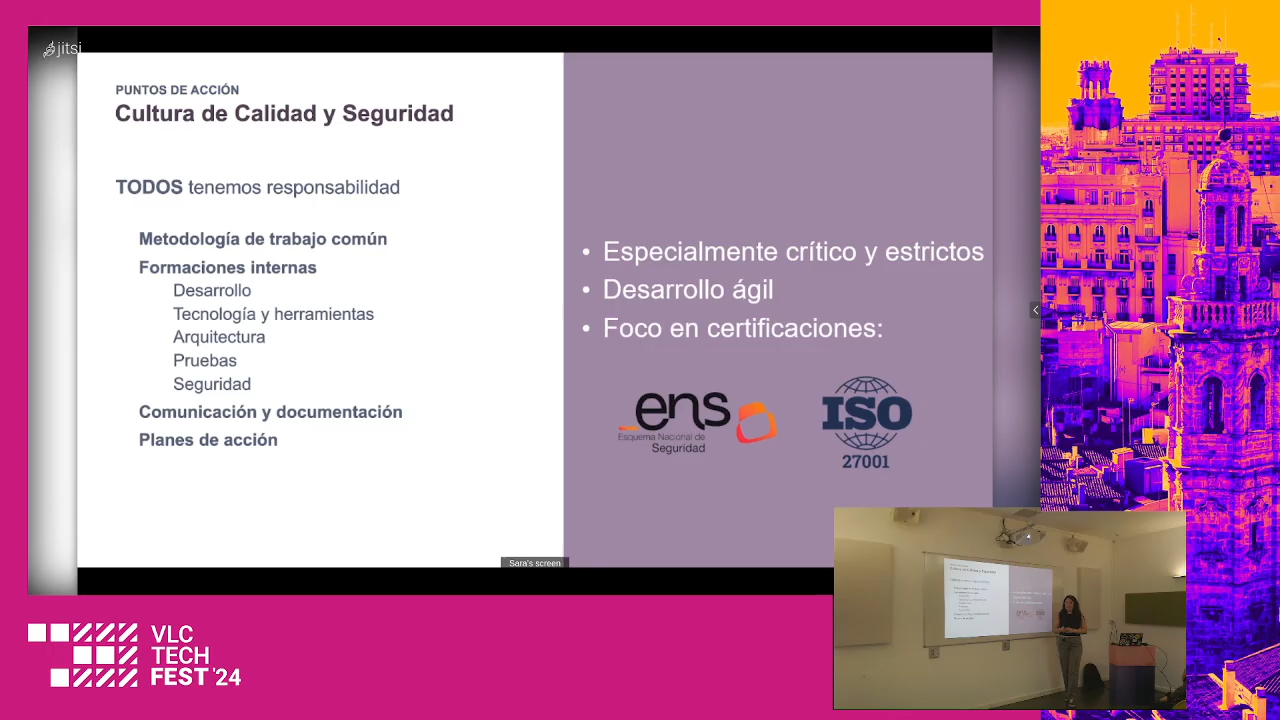 jitsi
PUNTOS DE ACCIÓN
Cultura de Calidad y Seguridad
TODOS tenemos responsabilidad
Metodología de trabajo común
Formaciones internas
Desarrollo
Tecnología y herramientas
Arquitectura
Pruebas
Seguridad
Comunicación y documentación
Planes de acción
• Especialmente crítico y estrictos
• Desarrollo ágil
• Foco en certificaciones:
ens
Esquema Nacional de
Seguridad
ISO
27001
Sara's screen
VLC
TECH
FEST '24